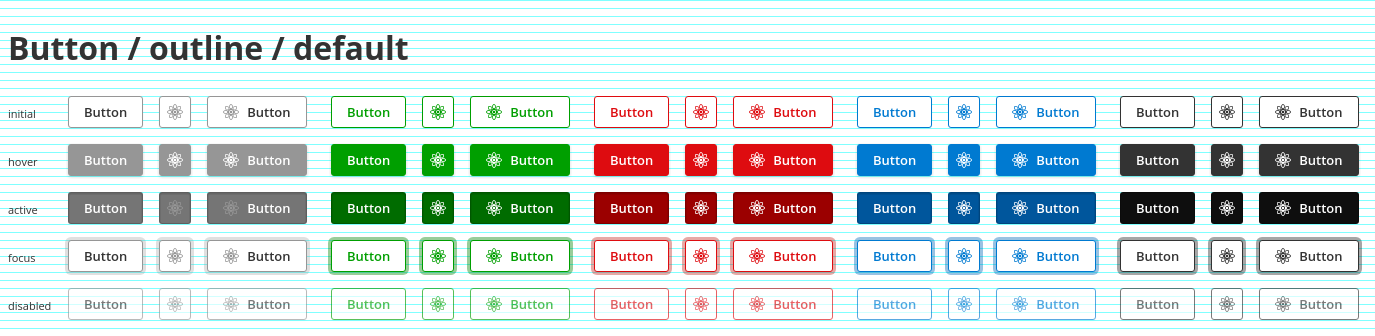 Button / outline / default
initial Button Button Button Button Button Button Button Button Button Button
hover Button Button Button Button Button Button Button Button Button Button
active Button Button Button Button Button Button Button Button Button Button
focus Button Button Button Button Button Button Button Button Button Button
disabled Button Button Button Button Button Button Button Button Button Button